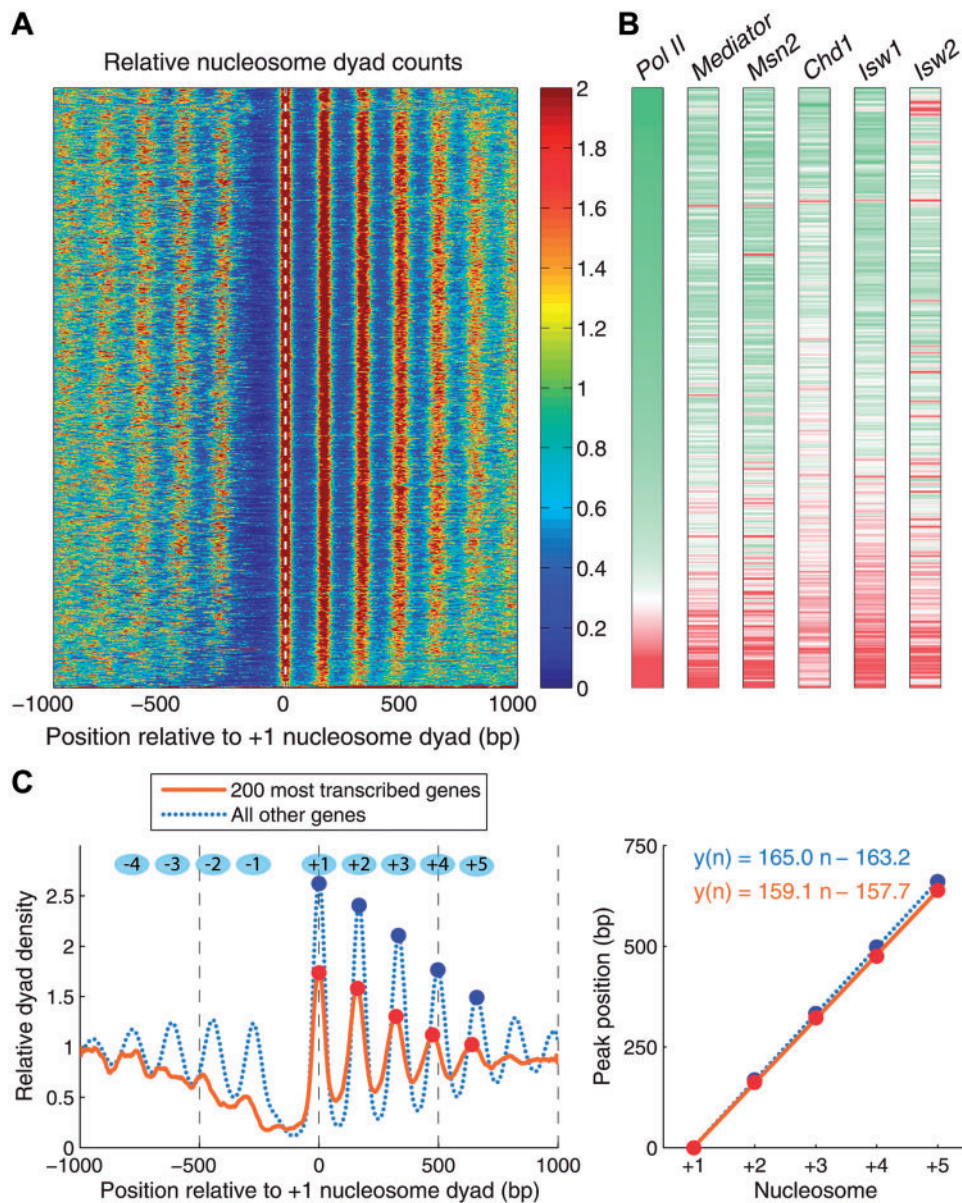 A
Relative nucleosome dyad counts
2
1.8
1.6
1.4
1.2
1
0.8
0.6
0.4
0.2
0
−1000 −500 0 500 1000
Position relative to +1 nucleosome dyad (bp)
B
Pol II Mediator Msn2 Chd1 Isw1 Isw2
C
200 most transcribed genes
All other genes
-4 -3 -2 -1 +1 +2 +3 +4 +5
Relative dyad density
2.5
2
1.5
1
0.5
0
-1000 −500 0 500 1000
Position relative to +1 nucleosome dyad (bp)
y(n) = 165.0 n − 163.2
y(n) = 159.1 n − 157.7
Peak position (bp)
750
500
250
0
+1 +2 +3 +4 +5
Nucleosome